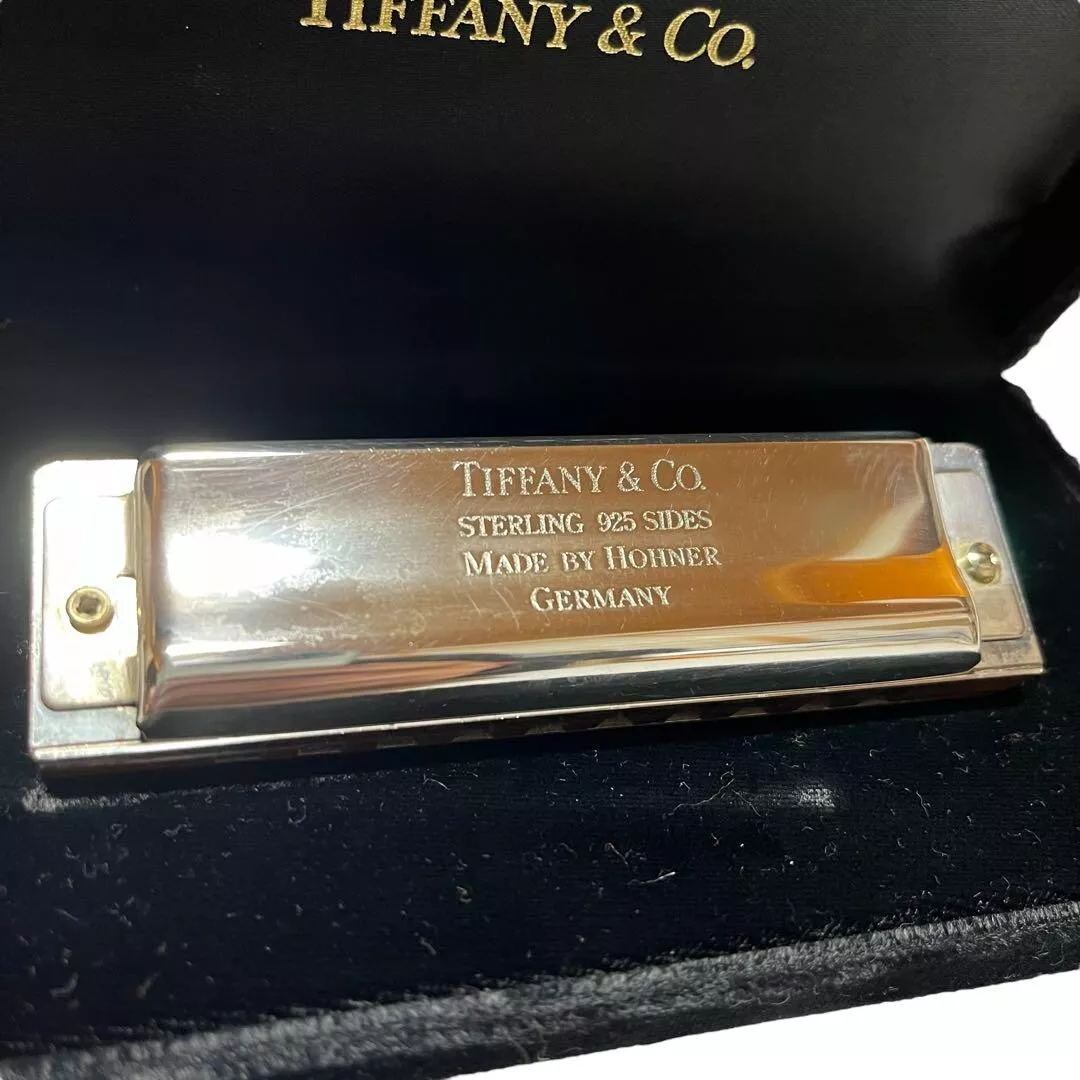 TIFFANY & CO.
TIFFANY & CO.
STERLING 925 SIDES
MADE BY HOHNER
GERMANY